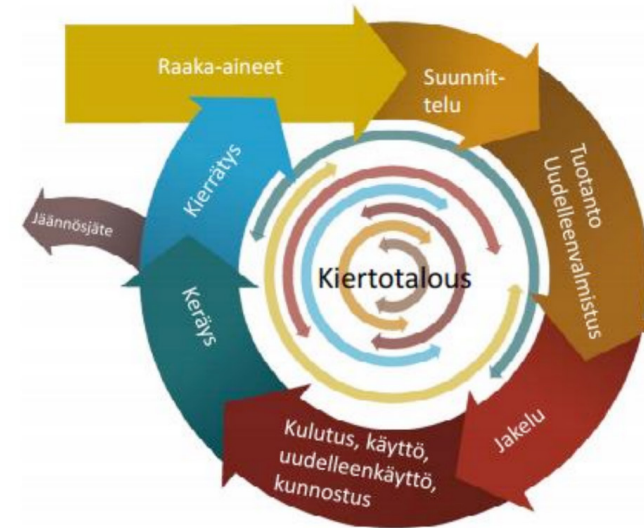 Raaka-aineet
Suunnit-
telu
Tuotanto
Uudelleenvalmistus
Jakelu
Kulutus, käyttö,
uudelleenkäyttö,
kunnostus
Keräys
Kierrätys
Jäännösjäte
Kiertotalous